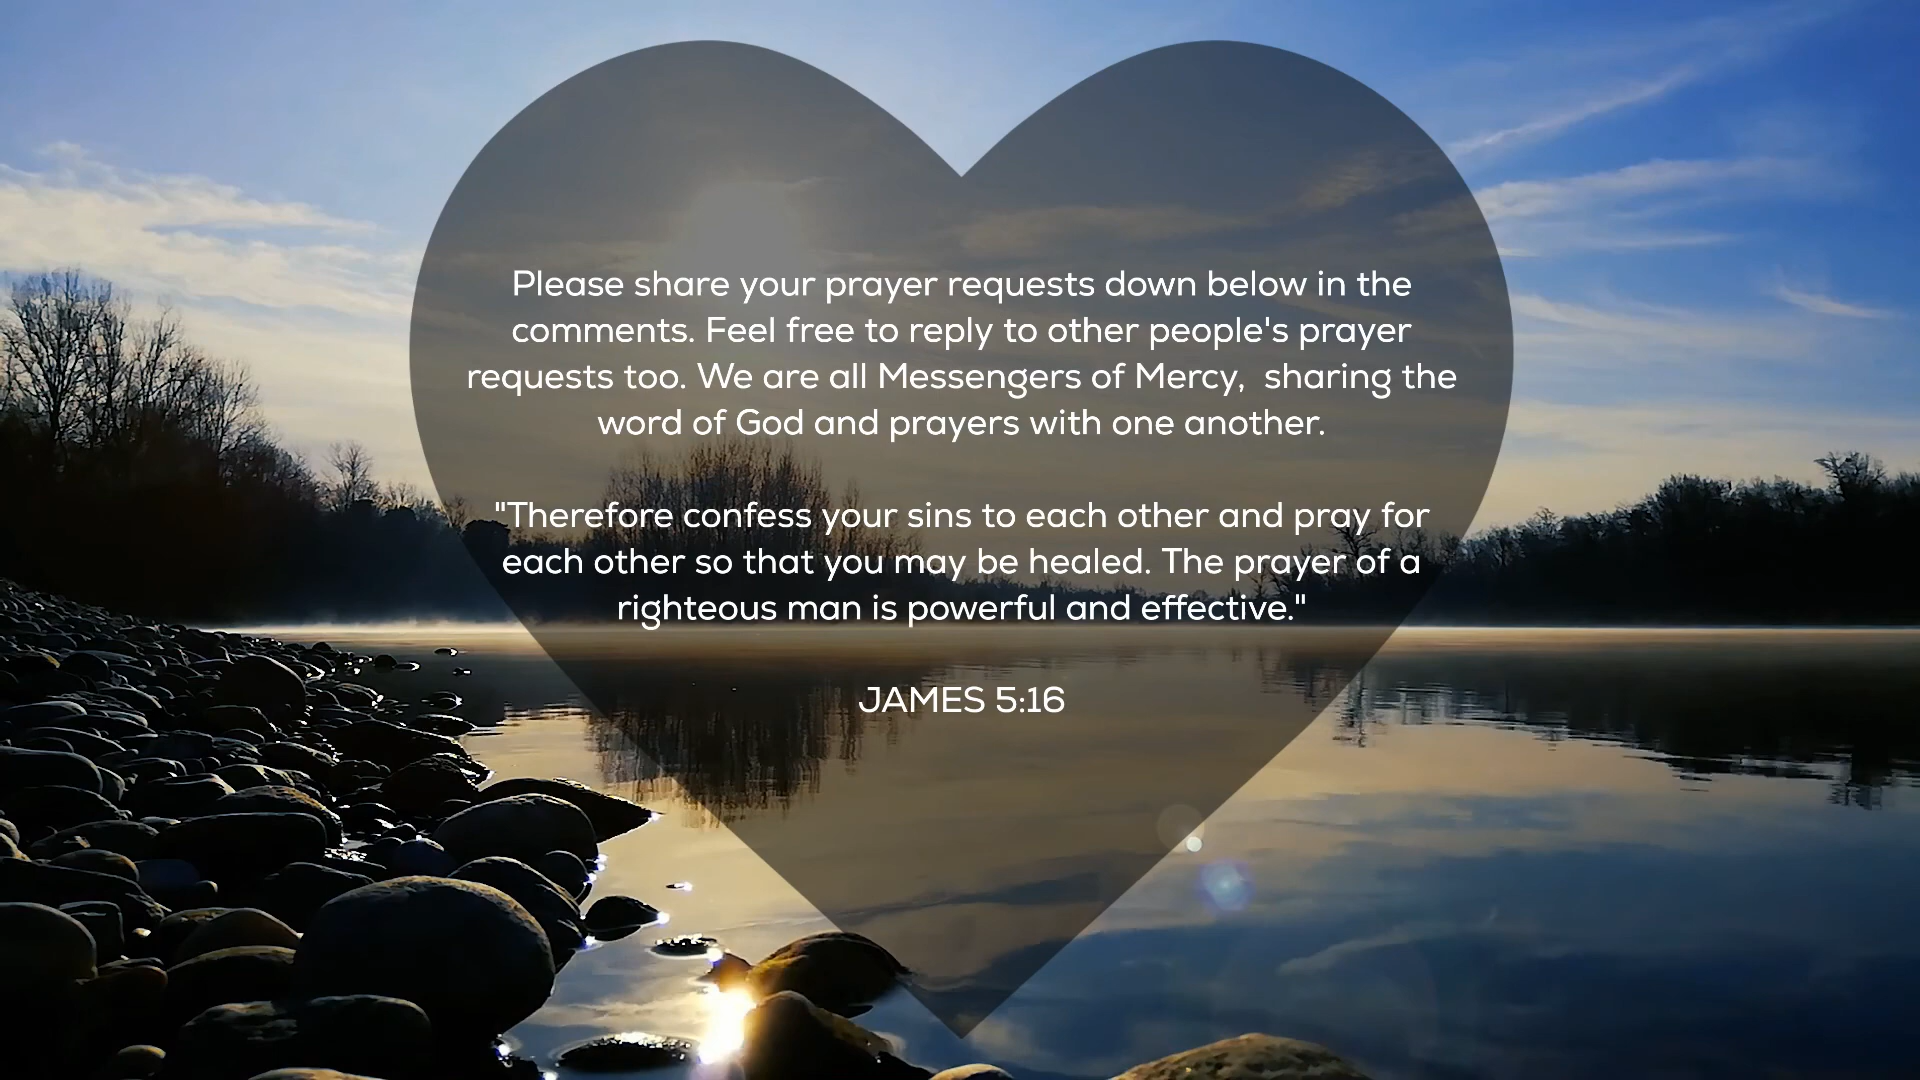 Please share your prayer requests down below in the
comments. Feel free to reply to other people's prayer
requests too. We are all Messengers of Mercy,  sharing the
word of God and prayers with one another.
"Therefore confess your sins to each other and pray for
each other so that you may be healed. The prayer of a
righteous man is powerful and effective."
JAMES 5:16